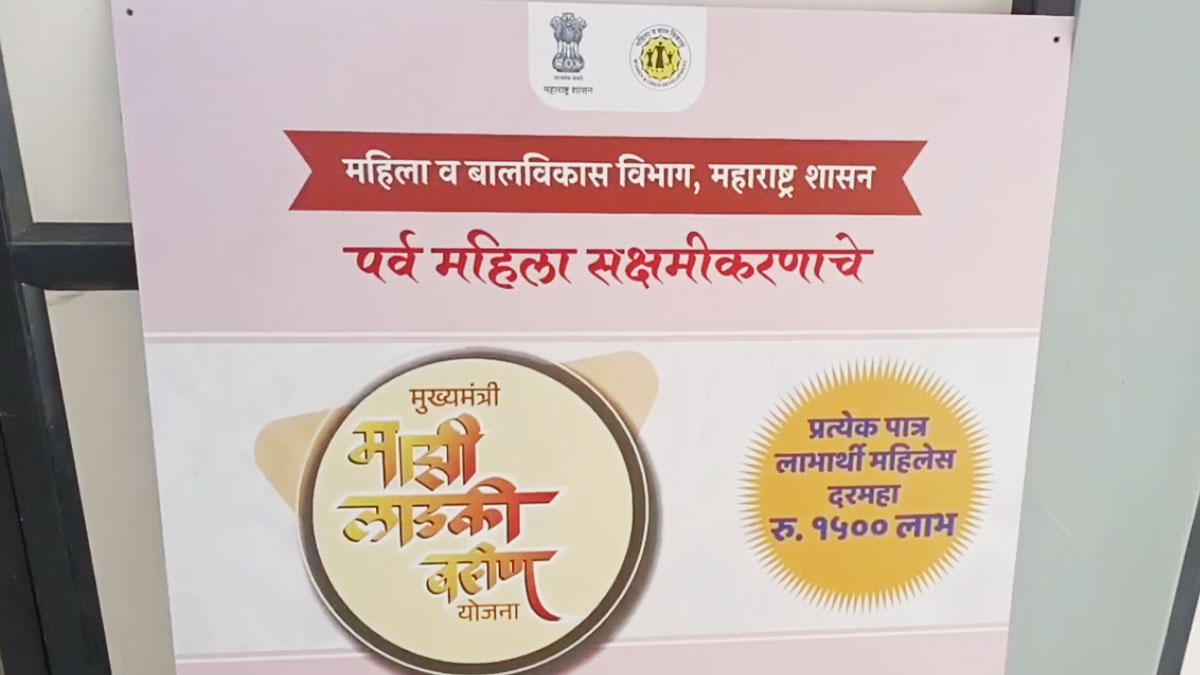 महाराष्ट्र शासन
महिला व बाल विकास
महिला व बालविकास विभाग, महाराष्ट्र शासन
पर्व महिला सक्षमीकरणाचे
मुख्यमंत्री
माझी
लाडकी
बहीण
योजना
प्रत्येक पात्र
लाभार्थी महिलेस
दरमहा
रु. १५०० लाभ